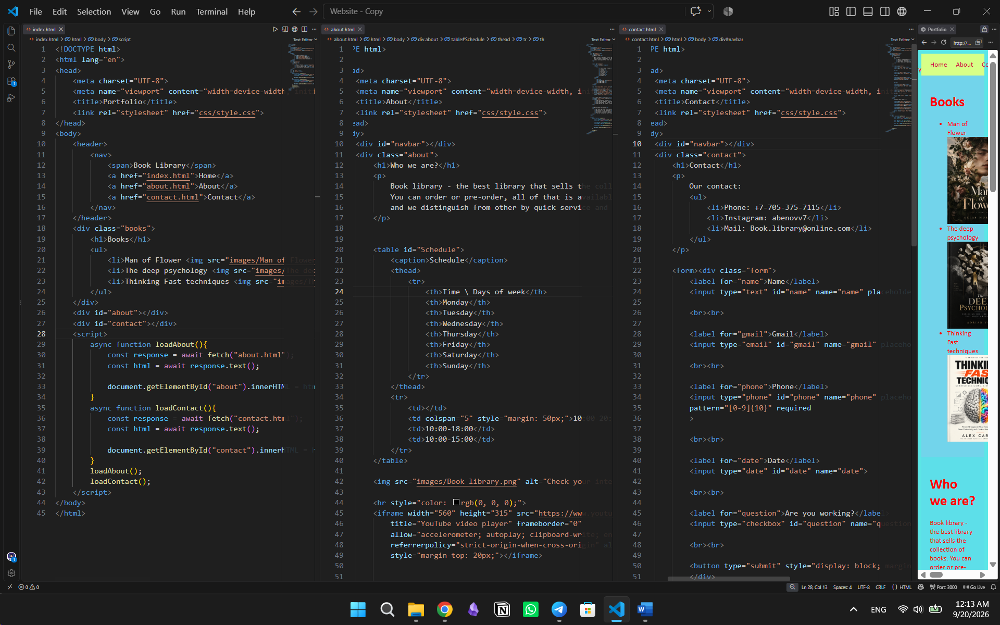 File Edit Selection View Go Run Terminal Help
Website - Copy
index.html
index.html > html > body > script
Text Editor
1 <!DOCTYPE html>
2 <html lang="en">
3 <head>
4 <meta charset="UTF-8">
5 <meta name="viewport" content="width=device-width, initi
6 <title>Portfolio</title>
7 <link rel="stylesheet" href="css/style.css">
8 </head>
9 <body>
10 <header>
11 <nav>
12 <span>Book Library</span>
13 <a href="index.html">Home</a>
14 <a href="about.html">About</a>
15 <a href="contact.html">Contact</a>
16 </nav>
17 </header>
18 <div class="books">
19 <h1>Books</h1>
20 <ul>
21 <li>Man of Flower <img src="images/Man of Flower
22 <li>The deep psychology <img src="images/The dee
23 <li>Thinking Fast techniques <img src="images/T
24 </ul>
25 </div>
26 <div id="about"></div>
27 <div id="contact"></div>
28 <script>
29 async function loadAbout(){
30 const response = await fetch("about.html");
31 const html = await response.text();
32
33 document.getElementById("about").innerHTML = htm
34 }
35 async function loadContact(){
36 const response = await fetch("contact.html");
37 const html = await response.text();
38
39 document.getElementById("contact").innerHTML = h
40 }
41 loadAbout();
42 loadContact();
43 </script>
44 </body>
45 </html>
about.html
about.html > html > body > div.about > table#Schedule > thead > tr > th
Text Editor
1 PE html>
2
3 ad>
4 <meta charset="UTF-8">
5 <meta name="viewport" content="width=device-width, ini
6 <title>About</title>
7 <link rel="stylesheet" href="css/style.css">
8 ead>
9 dy>
10 <div id="navbar"></div>
11 <div class="about">
12 <h1>Who we are?</h1>
13 <p>
14 Book library - the best library that sells the coll
15 You can order or pre-order, all of that is availabl
16 and we distinguish from other by quick service and
17 </p>
18
19
20 <table id="Schedule">
21 <caption>Schedule</caption>
22 <thead>
23 <tr>
24 <th>Time \ Days of week</th>
25 <th>Monday</th>
26 <th>Tuesday</th>
27 <th>Wednesday</th>
28 <th>Thursday</th>
29 <th>Friday</th>
30 <th>Saturday</th>
31 <th>Sunday</th>
32 </tr>
33 </thead>
34 <tr>
35 <td></td>
36 <td colspan="5" style="margin: 50px;">10:00-20:
37 <td>10:00-18:00</td>
38 <td>10:00-15:00</td>
39 </tr>
40 </table>
41
42 <img src="images/Book library.png" alt="Check your inte
43
44 <hr style="color: rgb(0, 0, 0);">
45 <iframe width="560" height="315" src="https://www.youtu
46 title="YouTube video player" frameborder="0"
47 allow="accelerometer; autoplay; clipboard-write; en
48 referrerpolicy="strict-origin-when-cross-origin" al
49 style="margin-top: 20px;"></iframe>
50
51
contact.html
contact.html > html > body > div#navbar
Text Editor
1 PE html>
2
3 ad>
4 <meta charset="UTF-8">
5 <meta name="viewport" content="width=device-width, in
6 <title>Contact</title>
7 <link rel="stylesheet" href="css/style.css">
8 ead>
9 dy>
10 <div id="navbar"></div>
11 <div class="contact">
12 <h1>Contact</h1>
13 <p>
14 Our contact:
15 <ul>
16 <li>Phone: +7-705-375-7115</li>
17 <li>Instagram: abenovv7</li>
18 <li>Mail: Book.library@online.com</li>
19 </ul>
20 </p>
21
22 <form><div class="form">
23 <label for="name">Name</label>
24 <input type="text" id="name" name="name" placeholde
25
26 <br><br>
27
28 <label for="gmail">Gmail</label>
29 <input type="email" id="gmail" name="gmail" placeho
30
31 <br><br>
32
33 <label for="phone">Phone</label>
34 <input type="phone" id="phone" name="phone" placeho
35 pattern="[0-9]{10}" required
36 >
37
38 <br><br>
39
40 <label for="date">Date</label>
41 <input type="date" id="date" name="date">
42
43 <br><br>
44
45 <label for="question">Are you working?</label>
46 <input type="checkbox" id="question" name="question
47
48 <br><br>
49
50 <button type="submit" style="display: block; margin
51 </div>
Portfolio
http://...
Home About Co
y
Books
Man of
Flower
Man
of
Flowe
The deep
psychology
The
DEE
PSYCHOL
Thinking
Fast
techniques
THINKIN
FAS
TECHNIQ
ALEX CAR
Who
we are?
Book library -
the best library
that sells the
collection of
books. You can
order or pre-
0 0
Ln 28, Col 13 Spaces: 4 UTF-8 CRLF {} HTML Port: 3000 Go Live
ENG
12:13 AM
9/20/2026